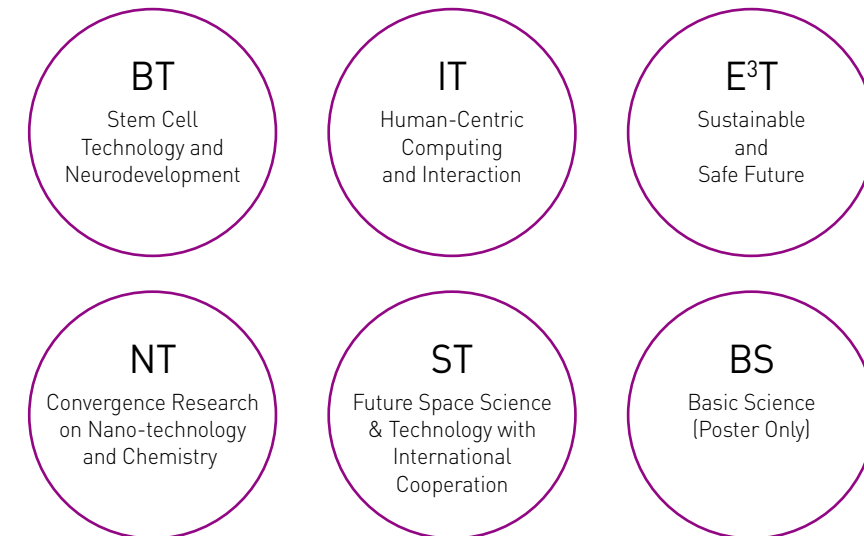 BT
Stem Cell
Technology and
Neurodevelopment
IT
Human-Centric
Computing
and Interaction
E³T
Sustainable
and
Safe Future
NT
Convergence Research
on Nano-technology
and Chemistry
ST
Future Space Science
& Technology with
International
Cooperation
BS
Basic Science
(Poster Only)